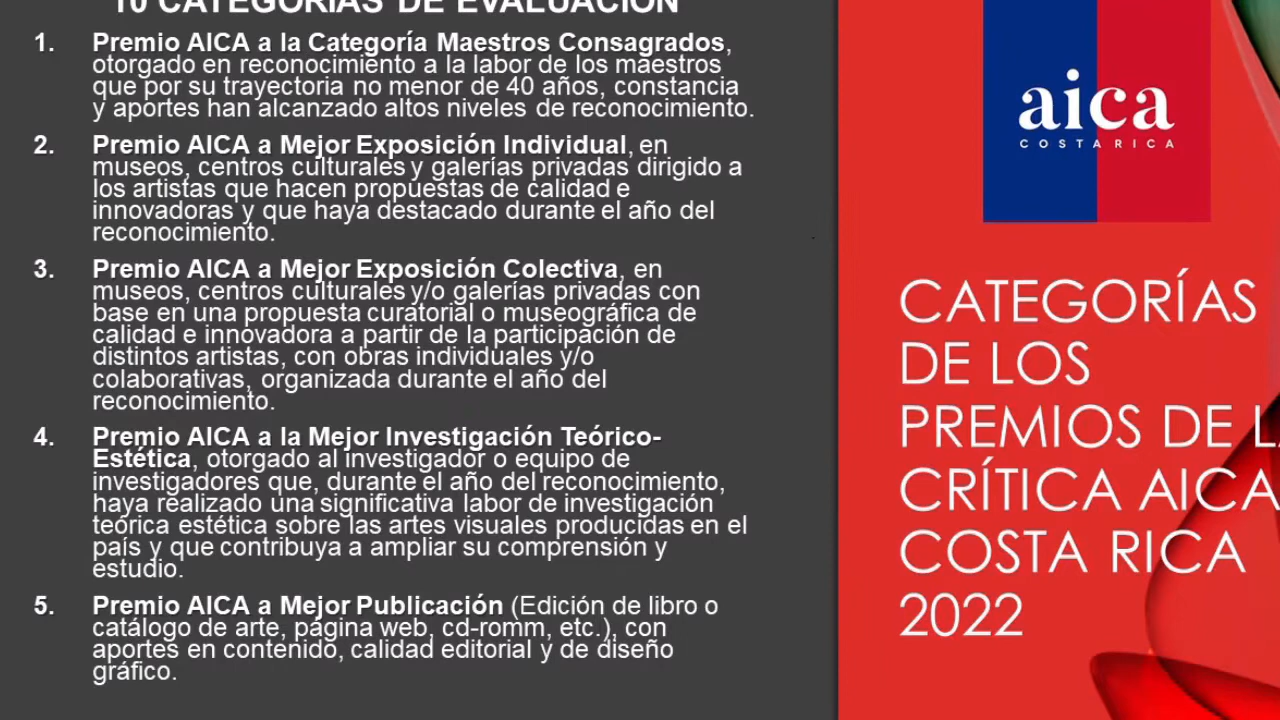 10 CATEGORÍAS DE EVALUACIÓN
1. Premio AICA a la Categoría Maestros Consagrados,
otorgado en reconocimiento a la labor de los maestros
que por su trayectoria no menor de 40 años, constancia
y aportes han alcanzado altos niveles de reconocimiento.
2. Premio AICA a Mejor Exposición Individual, en
museos, centros culturales y galerías privadas dirigido a
los artistas que hacen propuestas de calidad e
innovadoras y que haya destacado durante el año del
reconocimiento.
3. Premio AICA a Mejor Exposición Colectiva, en
museos, centros culturales y/o galerías privadas con
base en una propuesta curatorial o museográfica de
calidad e innovadora a partir de la participación de
distintos artistas, con obras individuales y/o
colaborativas, organizada durante el año del
reconocimiento.
4. Premio AICA a la Mejor Investigación Teórico-
Estética, otorgado al investigador o equipo de
investigadores que, durante el año del reconocimiento,
haya realizado una significativa labor de investigación
teórica estética sobre las artes visuales producidas en el
país y que contribuya a ampliar su comprensión y
estudio.
5. Premio AICA a Mejor Publicación (Edición de libro o
catálogo de arte, página web, cd-romm, etc.), con
aportes en contenido, calidad editorial y de diseño
gráfico.
aica
COSTA RICA
CATEGORÍAS
DE LOS
PREMIOS DE LA
CRÍTICA AICA
COSTA RICA
2022